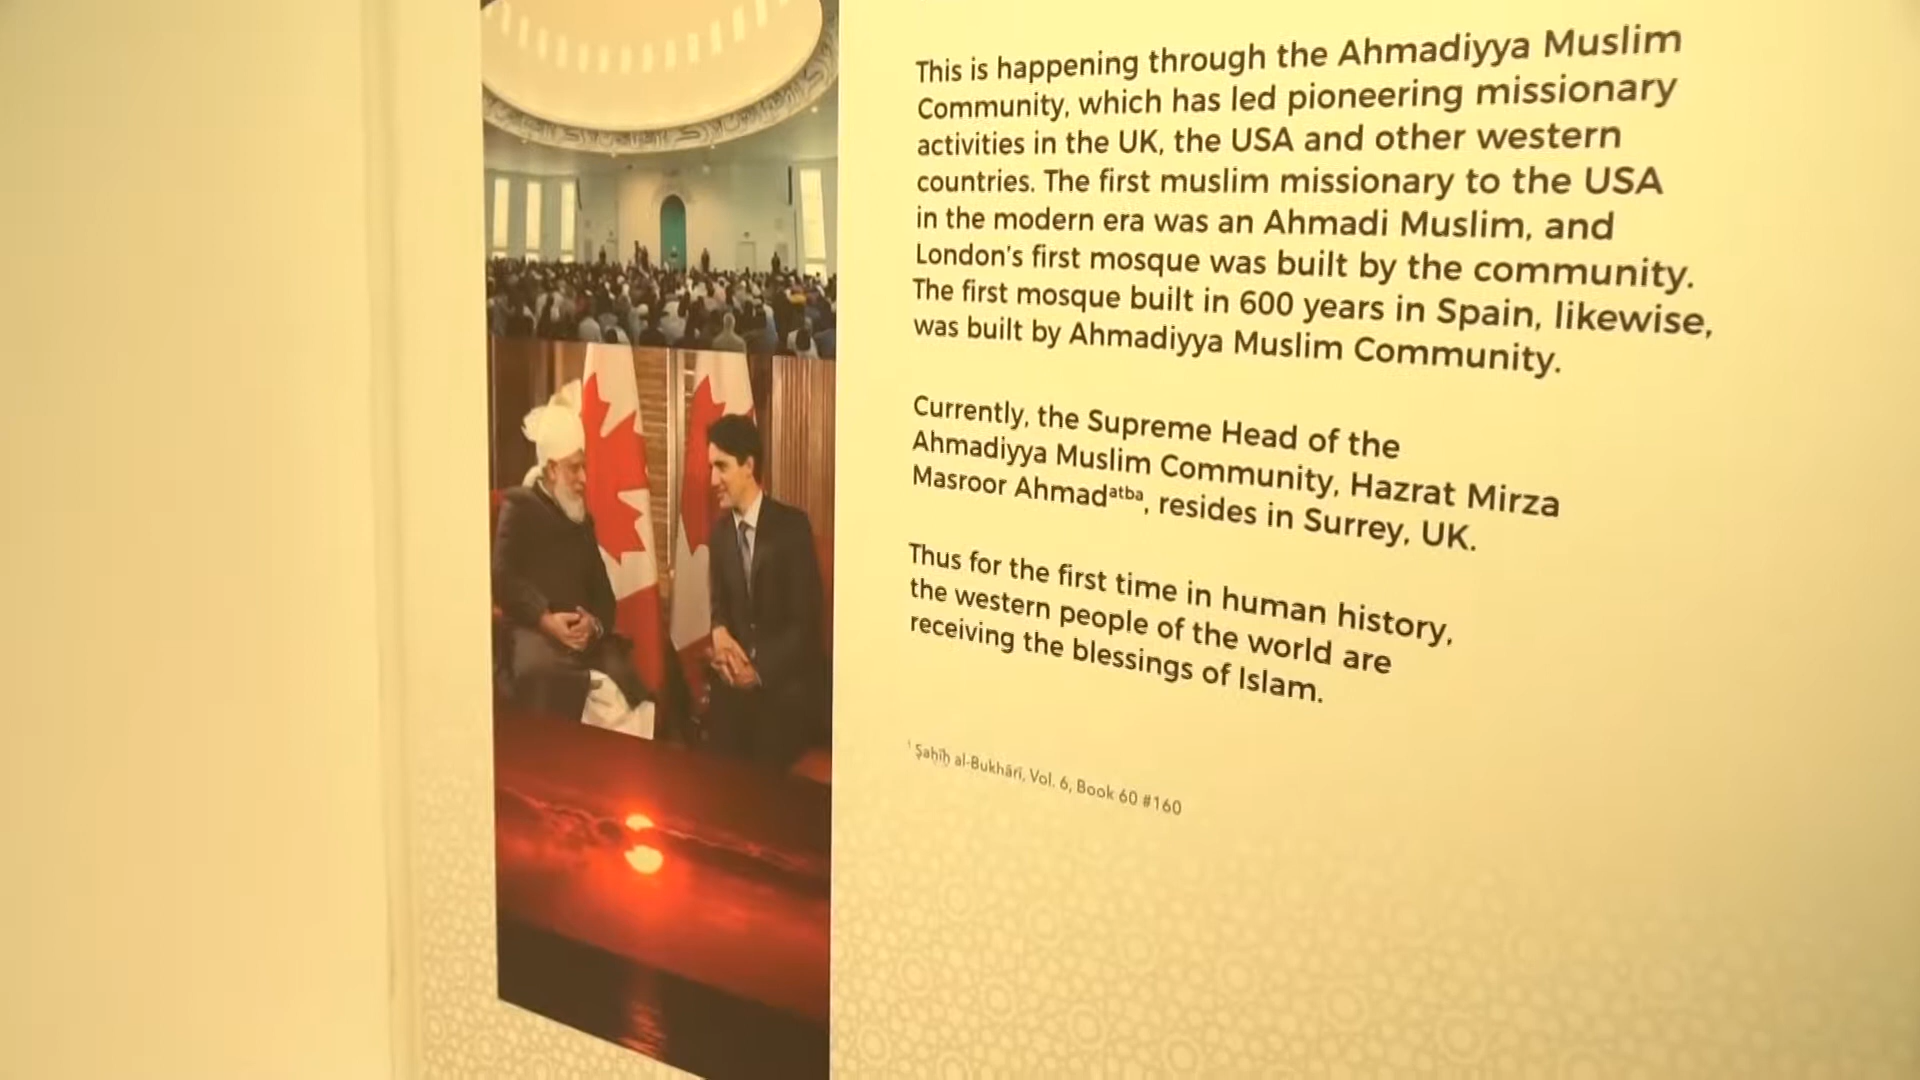 This is happening through the Ahmadiyya Muslim
Community, which has led pioneering missionary
activities in the UK, the USA and other western
countries. The first muslim missionary to the USA
in the modern era was an Ahmadi Muslim, and
London's first mosque was built by the community.
The first mosque built in 600 years in Spain, likewise,
was built by Ahmadiyya Muslim Community.
Currently, the Supreme Head of the
Ahmadiyya Muslim Community, Hazrat Mirza
Masroor Ahmadatba, resides in Surrey, UK.
Thus for the first time in human history,
the western people of the world are
receiving the blessings of Islam.
1 Ṣaḥīḥ al-Bukhārī, Vol. 6, Book 60 #160